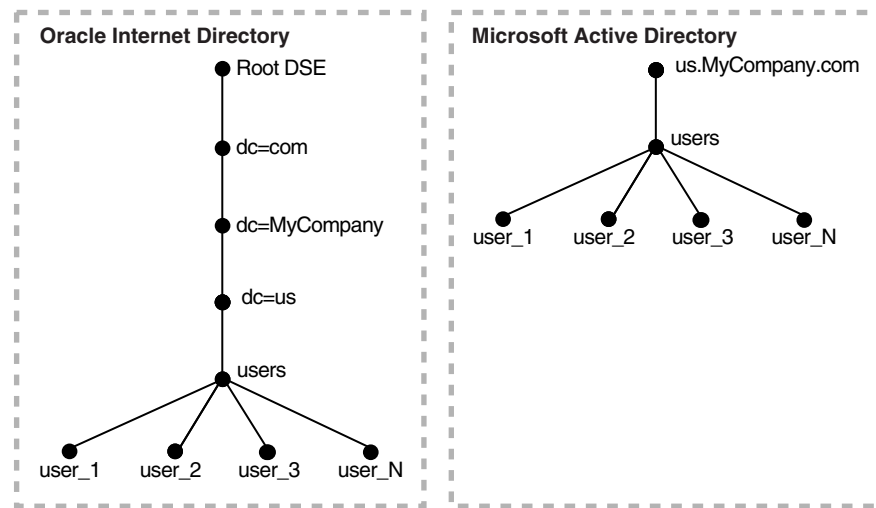 Oracle Internet Directory
Root DSE
dc=com
dc=MyCompany
dc=us
users
user_1 user_2 user_3 user_N
Microsoft Active Directory
us.MyCompany.com
users
user_1 user_2 user_3 user_N